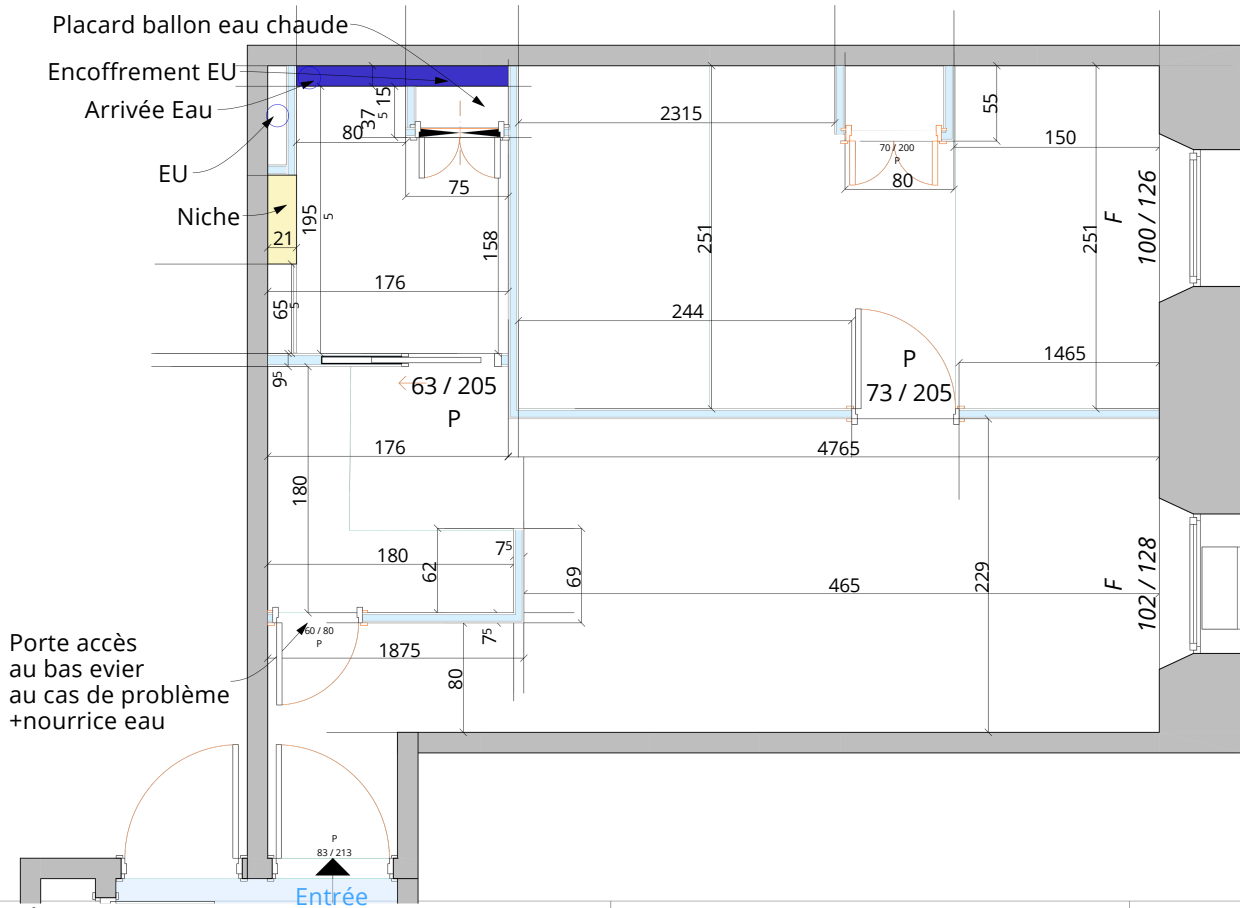 Placard ballon eau chaude
Encoffrement EU
Arrivée Eau
EU
Niche
15
5
37
80
75
2315
70 / 200
P
80
55
150
F
100 / 126
21
195
5
158
251
251
176
65
5
244
P
73 / 205
1465
9⁵
63 / 205
P
176
4765
180
180
62
7⁵
69
465
229
F
102 / 128
60 / 80
P
7⁵
1875
80
Porte accès
au bas evier
au cas de problème
+nourrice eau
P
83 / 213
Entrée